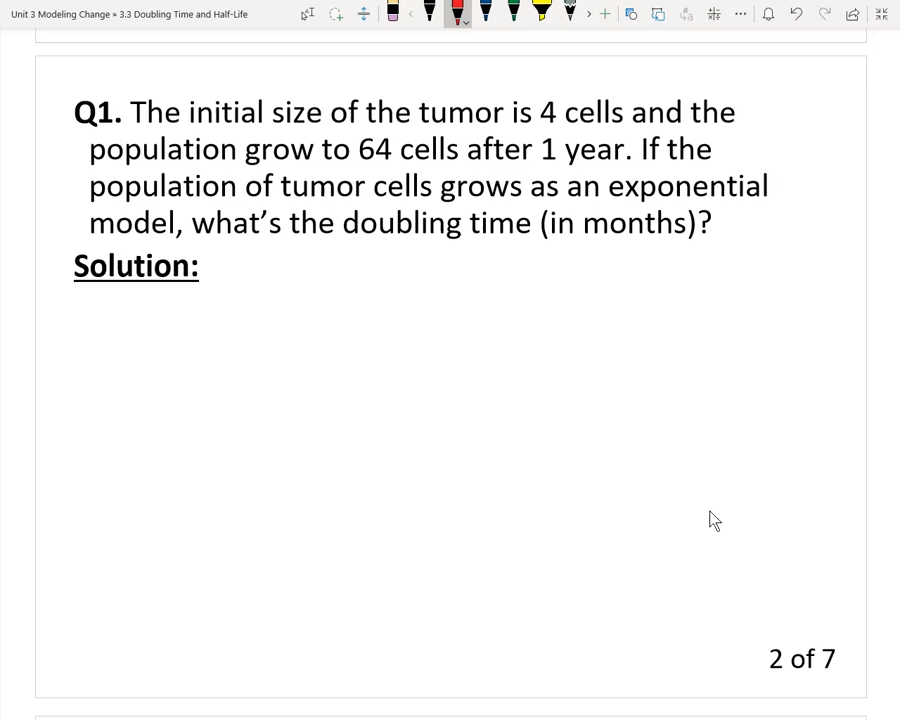 Unit 3 Modeling Change » 3.3 Doubling Time and Half-Life
Q1. The initial size of the tumor is 4 cells and the
population grow to 64 cells after 1 year. If the
population of tumor cells grows as an exponential
model, what’s the doubling time (in months)?
Solution:
2 of 7